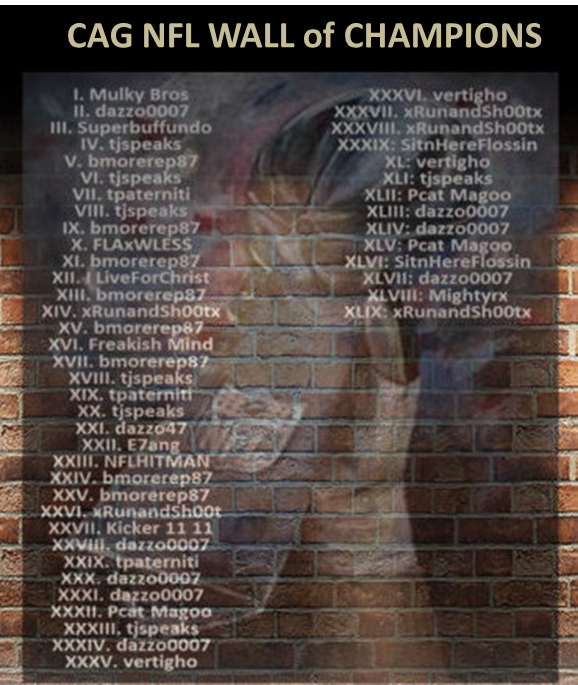 CAG NFL WALL of CHAMPIONS
I. Mulky Bros
II. dazzo0007
III. Superbuffundo
IV. tjspeaks
V. bmorerep87
VI. tjspeaks
VII. tpaterniti
VIII. tjspeaks
IX. bmorerep87
X. FLAxWLESS
XI. bmorerep87
XII. I LiveForChrist
XIII. bmorerep87
XIV. xRunandSh00tx
XV. bmorerep87
XVI. Freakish Mind
XVII. bmorerep87
XVIII. tjspeaks
XIX. tpaterniti
XX. tjspeaks
XXI. dazzo47
XXII. E7ang
XXIII. NFLHITMAN
XXIV. bmorerep87
XXV. bmorerep87
XXVI. xRunandSh00t
XXVII. Kicker 11 11
XXVIII. dazzo0007
XXIX. tpaterniti
XXX. dazzo0007
XXXI. dazzo0007
XXXII. Pcat Magoo
XXXIII. tjspeaks
XXXIV. dazzo0007
XXXV. vertigho
XXXVI. vertigho
XXXVII. xRunandSh00tx
XXXVIII. xRunandSh00tx
XXXIX: SitnHereFlossin
XL: vertigho
XLI: tjspeaks
XLII: Pcat Magoo
XLIII: dazzo0007
XLIV: dazzo0007
XLV: Pcat Magoo
XLVI: SitnHereFlossin
XLVII: dazzo0007
XLVIII: Mightyrx
XLIX: xRunandSh00tx